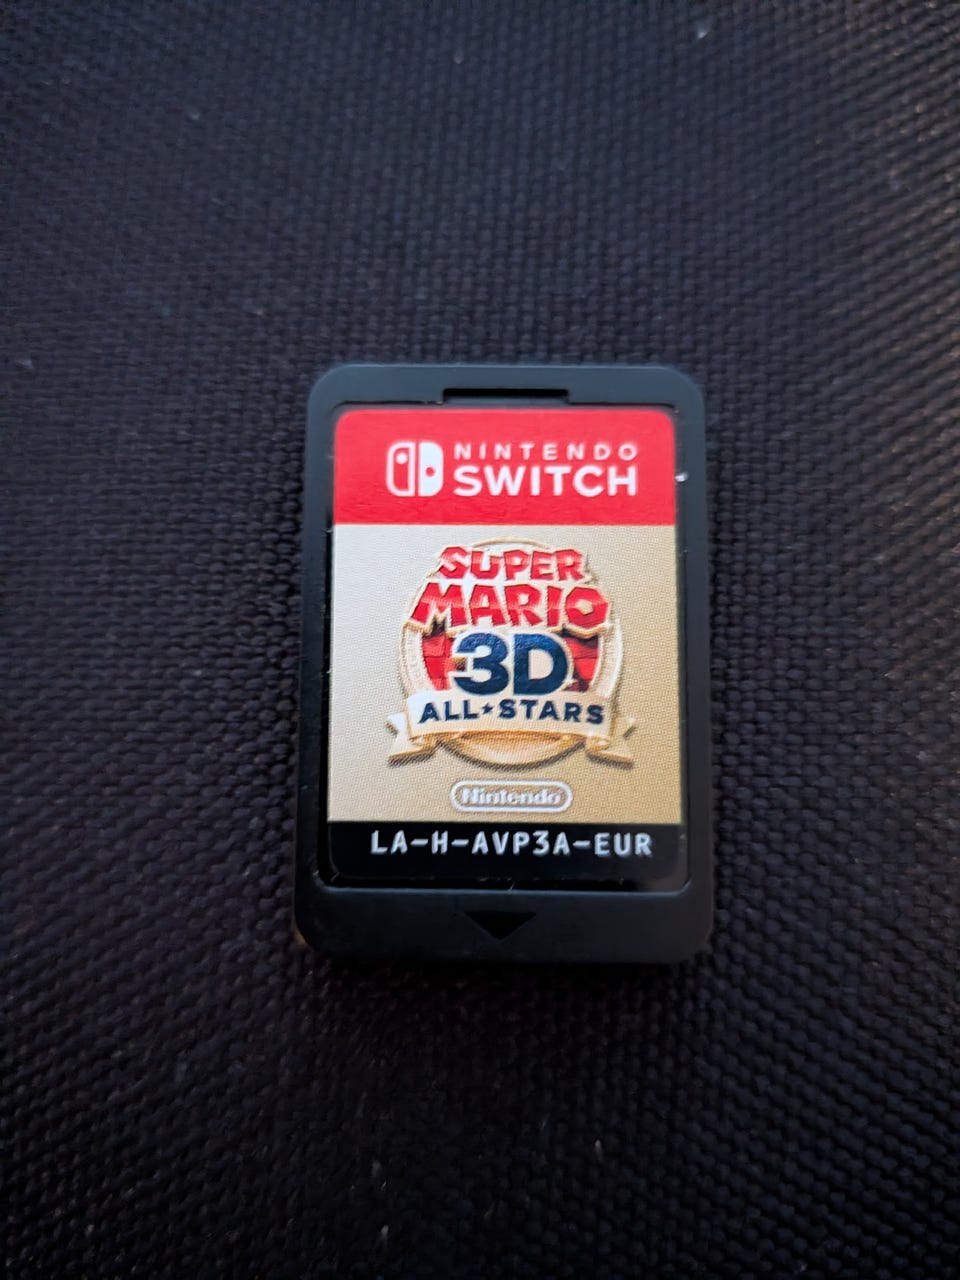 NINTENDO
SWITCH
SUPER
MARIO
3D
ALL★STARS
Nintendo
LA-H-AVP3A-EUR